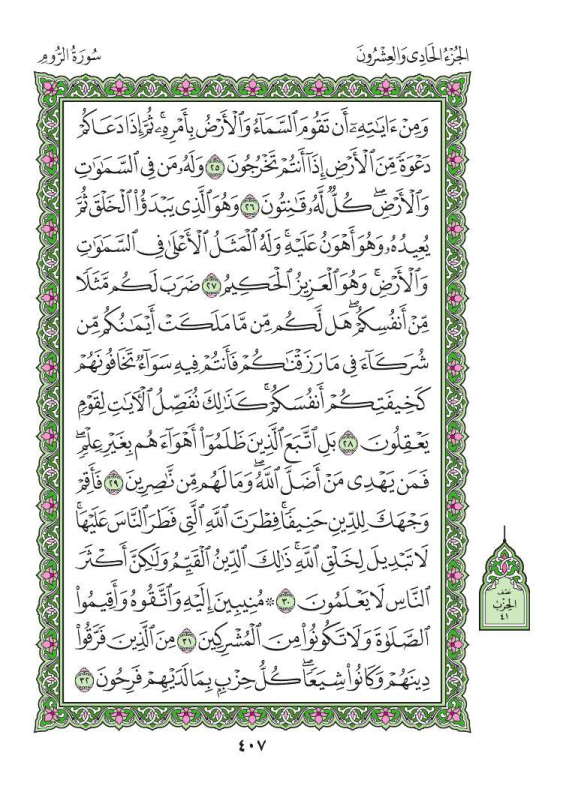 الجُزْءُ الحَادِى وَالعِشْرُونَ
سُورَةُ الرُّومِ
وَمِنْ ءَايَٰتِهِۦٓ أَن تَقُومَ ٱلسَّمَآءُ وَٱلْأَرْضُ بِأَمْرِهِۦۚ ثُمَّ إِذَا دَعَاكُمْ
دَعْوَةً مِّنَ ٱلْأَرْضِ إِذَآ أَنتُمْ تَخْرُجُونَ ٢٥ وَلَهُۥ مَن فِى ٱلسَّمَٰوَٰتِ
وَٱلْأَرْضِۖ كُلٌّ لَّهُۥ قَٰنِتُونَ ٢٦ وَهُوَ ٱلَّذِى يَبْدَؤُا۟ ٱلْخَلْقَ ثُمَّ
يُعِيدُهُۥ وَهُوَ أَهْوَنُ عَلَيْهِۚ وَلَهُ ٱلْمَثَلُ ٱلْأَعْلَىٰ فِى ٱلسَّمَٰوَٰتِ
وَٱلْأَرْضِۚ وَهُوَ ٱلْعَزِيزُ ٱلْحَكِيمُ ٢٧ ضَرَبَ لَكُم مَّثَلًا
مِّنْ أَنفُسِكُمْۖ هَل لَّكُم مِّن مَّا مَلَكَتْ أَيْمَٰنُكُم مِّن
شُرَكَآءَ فِى مَا رَزَقْنَٰكُمْ فَأَنتُمْ فِيهِ سَوَآءٌ تَخَافُونَهُمْ
كَخِيفَتِكُمْ أَنفُسَكُمْۚ كَذَٰلِكَ نُفَصِّلُ ٱلْءَايَٰتِ لِقَوْمٍ
يَعْقِلُونَ ٢٨ بَلِ ٱتَّبَعَ ٱلَّذِينَ ظَلَمُوٓا۟ أَهْوَآءَهُم بِغَيْرِ عِلْمٍۖ
فَمَن يَهْدِى مَنْ أَضَلَّ ٱللَّهُۖ وَمَا لَهُم مِّن نَّٰصِرِينَ ٢٩ فَأَقِمْ
وَجْهَكَ لِلدِّينِ حَنِيفًاۚ فِطْرَتَ ٱللَّهِ ٱلَّتِى فَطَرَ ٱلنَّاسَ عَلَيْهَاۚ
لَا تَبْدِيلَ لِخَلْقِ ٱللَّهِۚ ذَٰلِكَ ٱلدِّينُ ٱلْقَيِّمُ وَلَٰكِنَّ أَكْثَرَ
ٱلنَّاسِ لَا يَعْلَمُونَ ٣٠ ۞ مُنِيبِينَ إِلَيْهِ وَٱتَّقُوهُ وَأَقِيمُوا۟
ٱلصَّلَوٰةَ وَلَا تَكُونُوا۟ مِنَ ٱلْمُشْرِكِينَ ٣١ مِنَ ٱلَّذِينَ فَرَّقُوا۟
دِينَهُمْ وَكَانُوا۟ شِيَعًاۖ كُلُّ حِزْبٍۭ بِمَا لَدَيْهِمْ فَرِحُونَ ٣٢
نصف
الحِزْبِ
٤١
٤٠٧